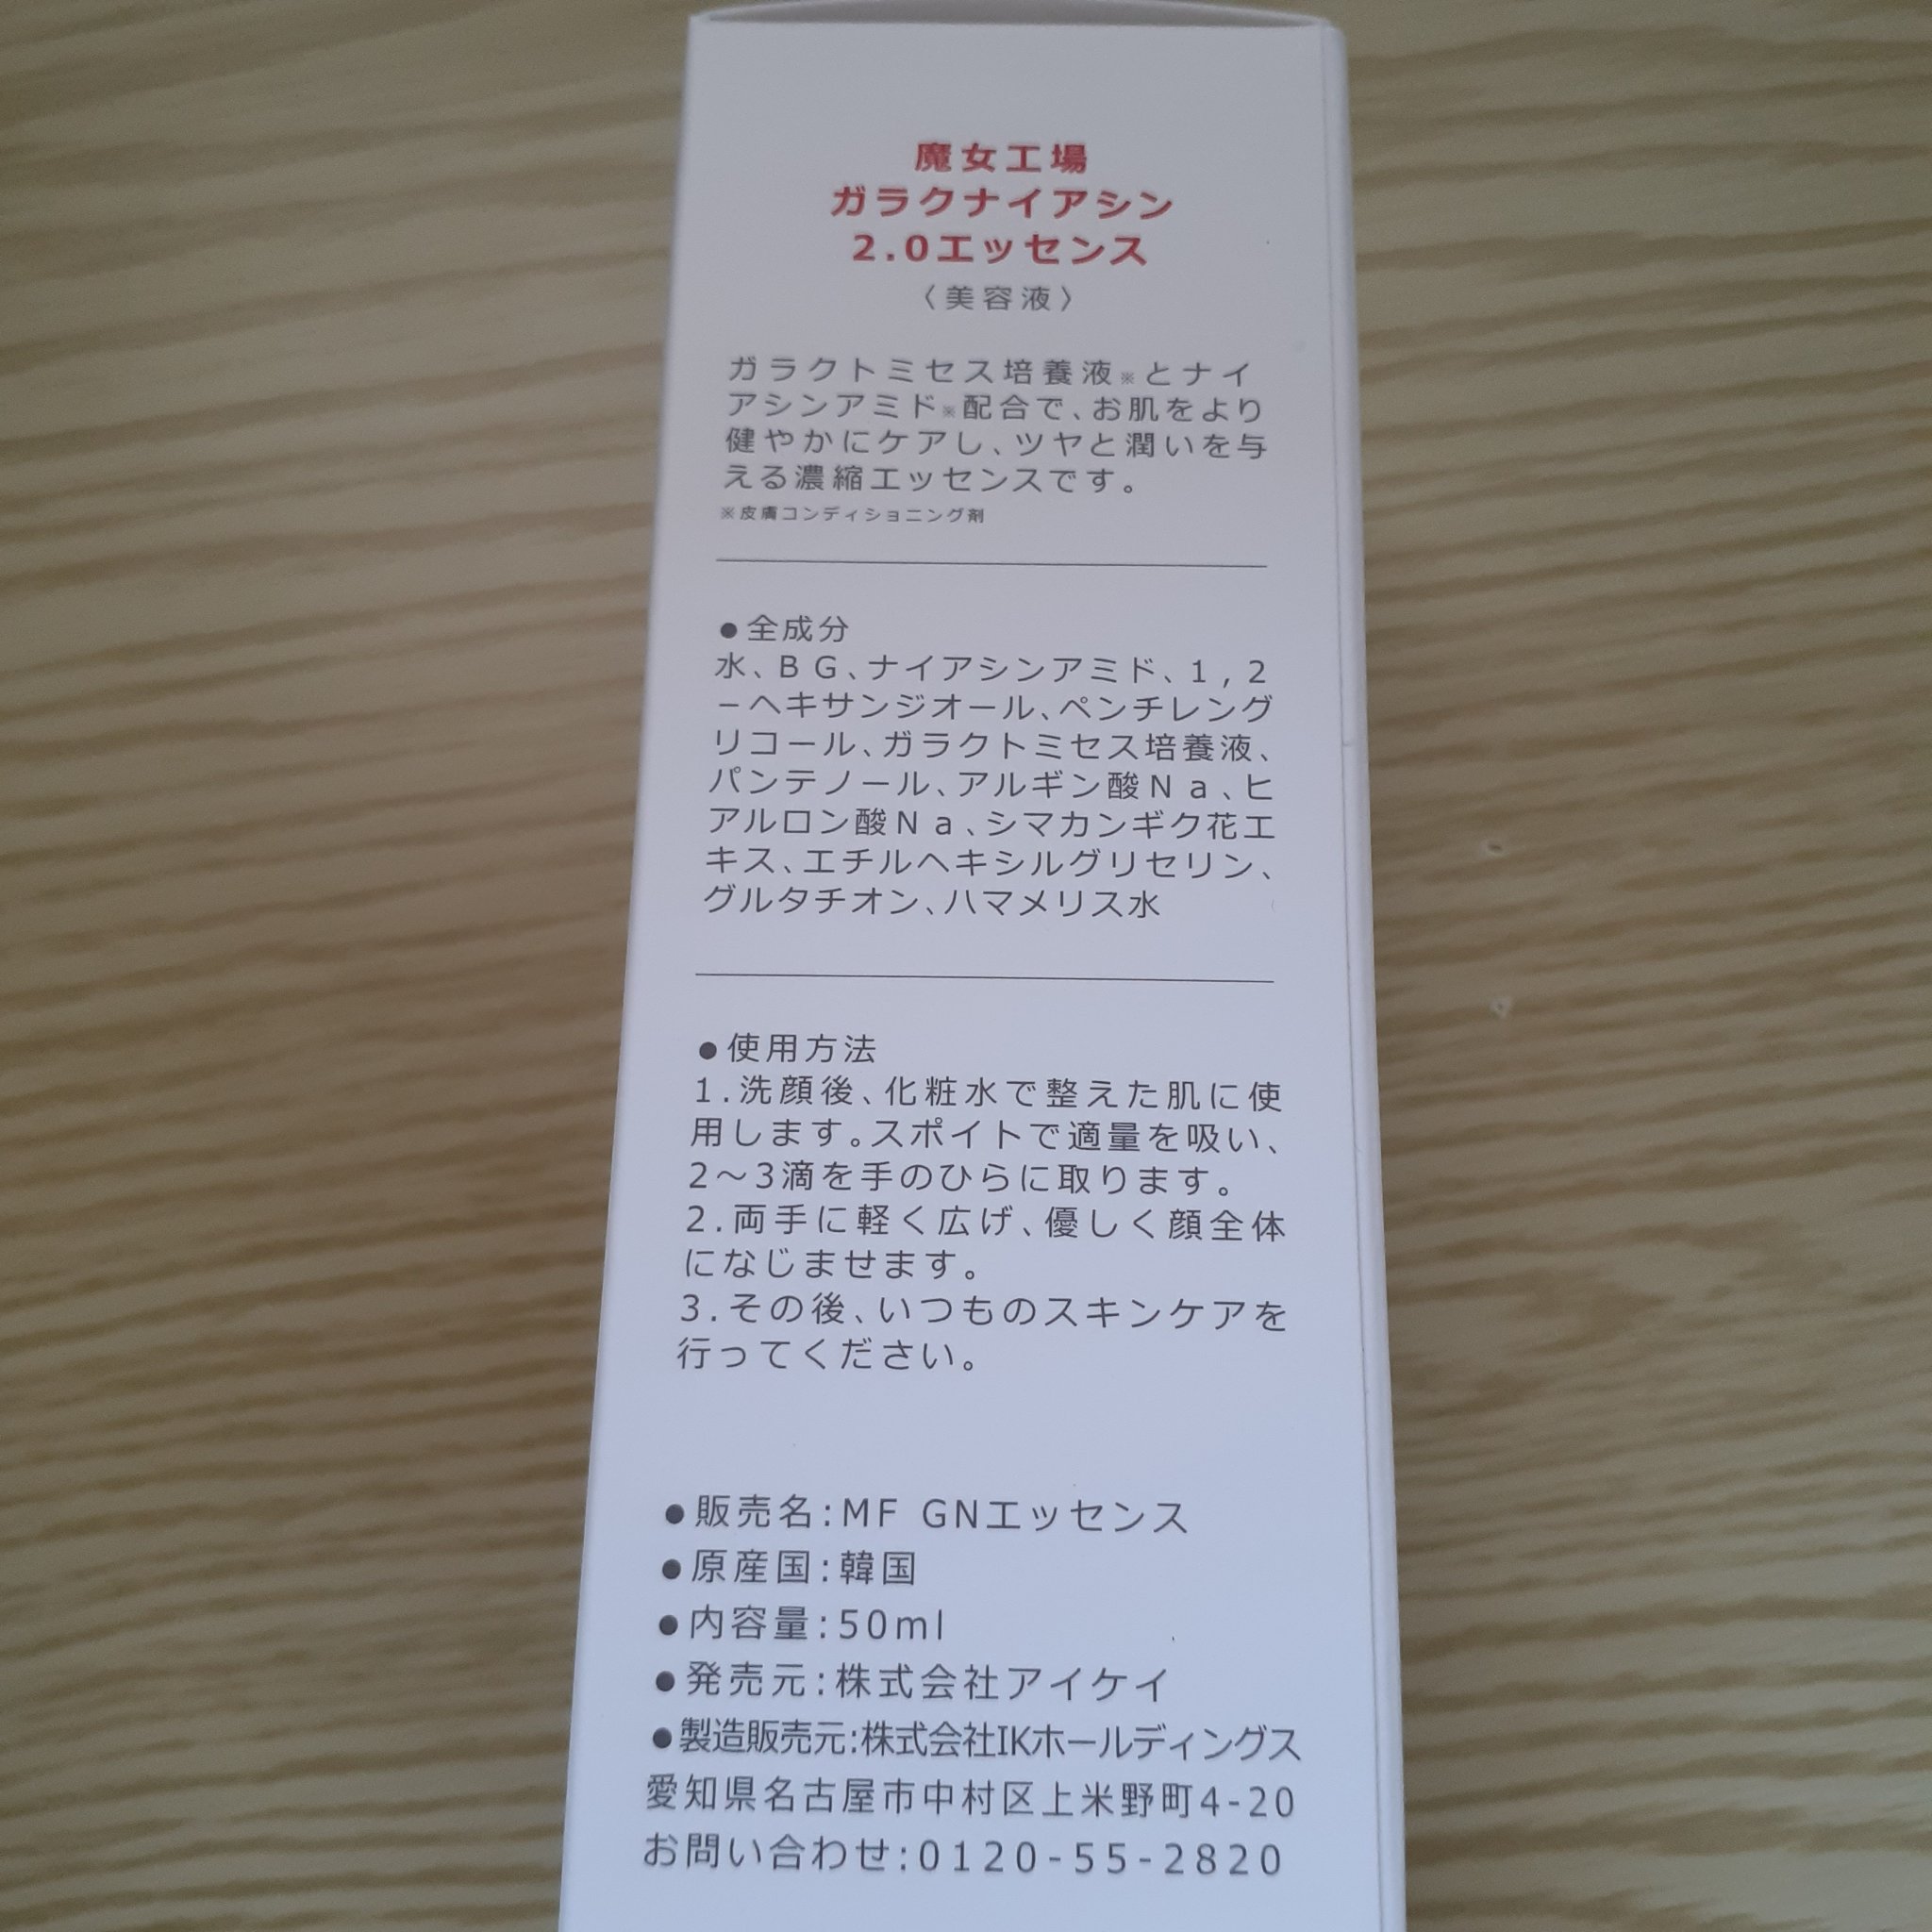 魔女工場
ガラクナイアシン
2.0エッセンス
〈美容液〉
ガラクトミセス培養液※とナイ
アシンアミド※配合で、お肌をより
健やかにケアし、ツヤと潤いを与
える濃縮エッセンスです。
※皮膚コンディショニング剤
●全成分
水、BG、ナイアシンアミド、1,2
－ヘキサンジオール、ペンチレング
リコール、ガラクトミセス培養液、
パンテノール、アルギン酸Na、ヒ
アルロン酸Na、シマカンギク花エ
キス、エチルヘキシルグリセリン、
グルタチオン、ハマメリス水
●使用方法
1.洗顔後、化粧水で整えた肌に使
用します。スポイトで適量を吸い、
2～3滴を手のひらに取ります。
2.両手に軽く広げ、優しく顔全体
になじませます。
3.その後、いつものスキンケアを
行ってください。
●販売名:MF GNエッセンス
●原産国:韓国
●内容量:50ml
●発売元:株式会社アイケイ
●製造販売元:株式会社IKホールディングス
愛知県名古屋市中村区上米野町4-20
お問い合わせ:0120-55-2820